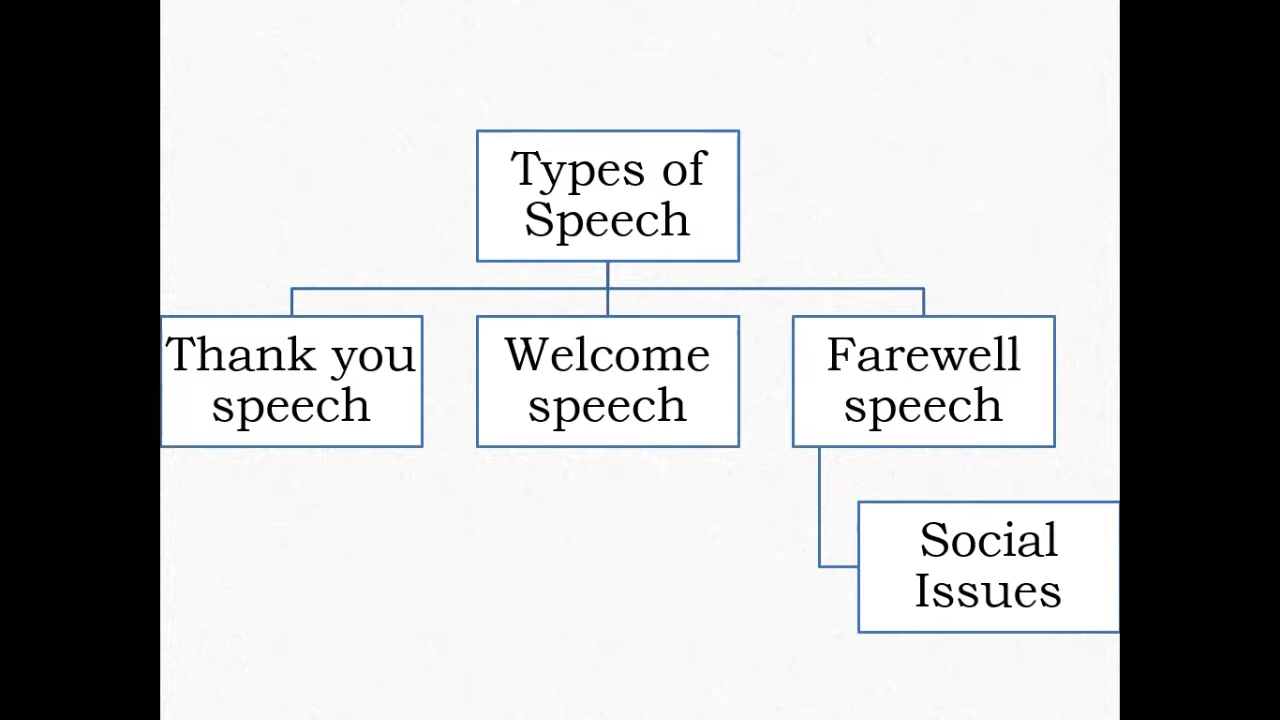 Types of
Speech
Thank you
speech
Welcome
speech
Farewell
speech
Social
Issues